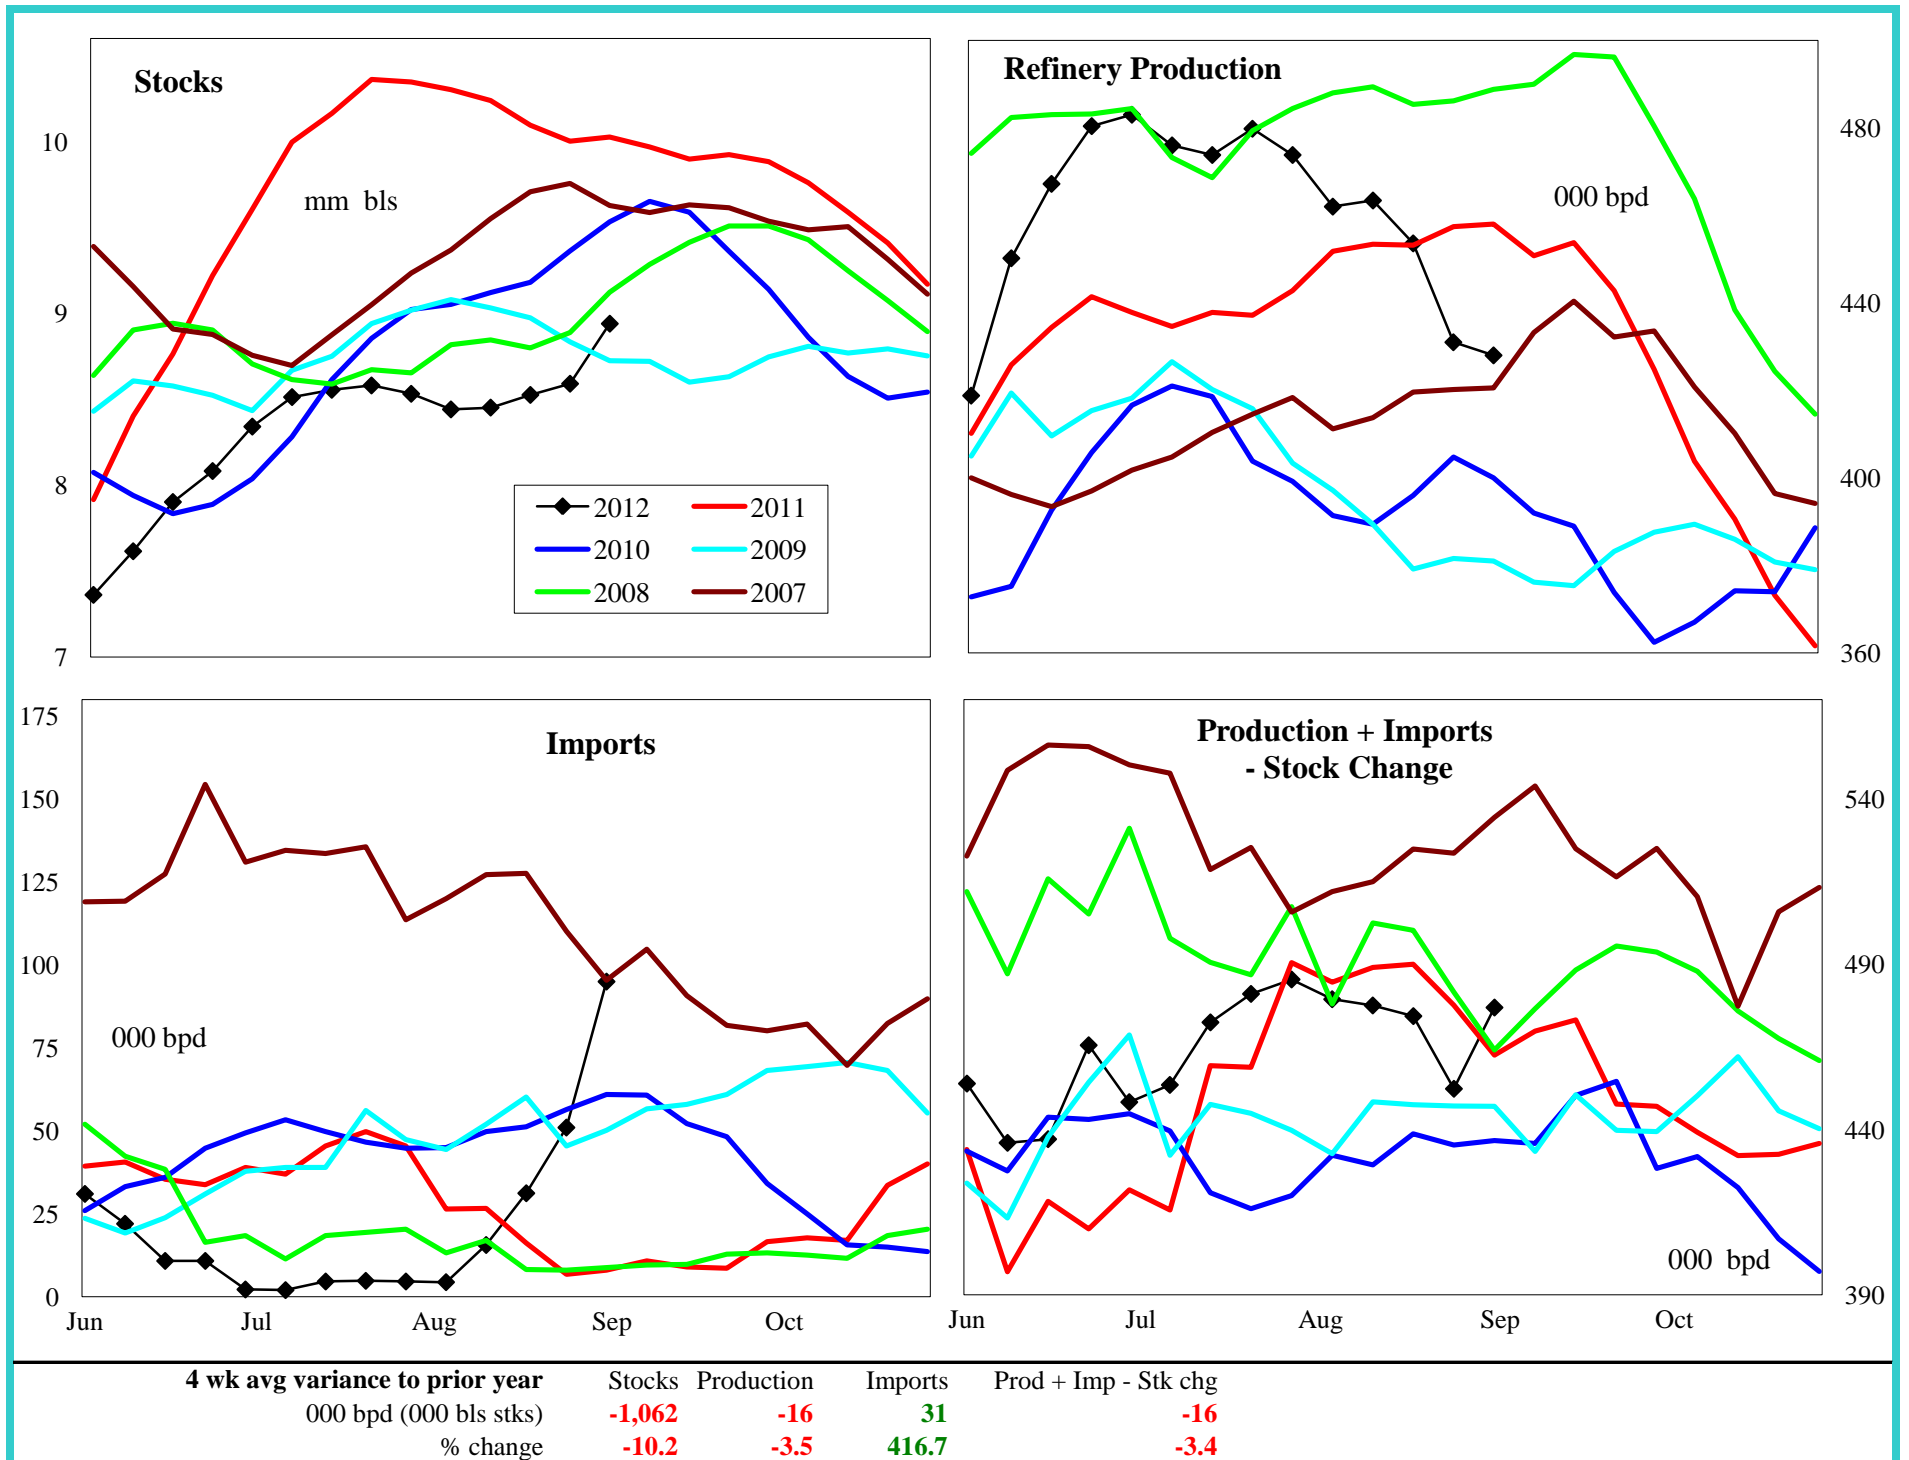 Stocks
mm bls
10
9
8
7
2012
2011
2010
2009
2008
2007
Refinery Production
000 bpd
480
440
400
360
Imports
000 bpd
175
150
125
100
75
50
25
0
Jun
Jul
Aug
Sep
Oct
Production + Imports
- Stock Change
000 bpd
540
490
440
390
Jun
Jul
Aug
Sep
Oct
4 wk avg variance to prior year Stocks Production Imports Prod + Imp - Stk chg
000 bpd (000 bls stks) -1,062 -16 31 -16
% change -10.2 -3.5 416.7 -3.4